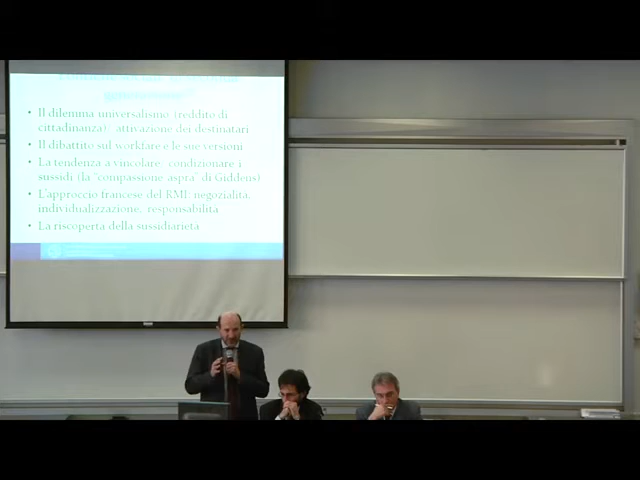 • Il dilemma universalismo (reddito di
cittadinanza) attivazione dei destinatari
• Il dibattito sul workfare e le sue versioni
• La tendenza a vincolare, condizionare i
sussidi (la "compassione aspra" di Giddens)
• L'approccio francese del RMI: negozialità,
individualizzazione, responsabilità
• La riscoperta della sussidiarietà